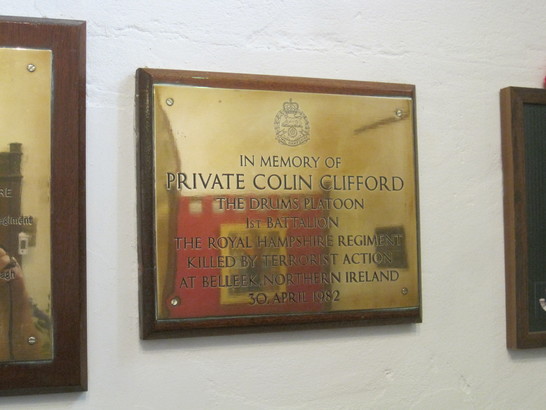 IN MEMORY OF
PRIVATE COLIN CLIFFORD
THE DRUMS PLATOON
1ST BATTALION
THE ROYAL HAMPSHIRE REGIMENT
KILLED BY TERRORIST ACTION
AT BELLEEK NORTHERN IRELAND
30, APRIL 1982